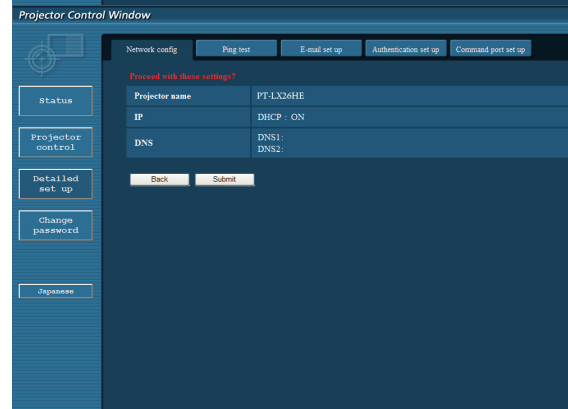 Projector Control Window
Network config
Ping test
E-mail set up
Authentication set up
Command port set up
Proceed with these settings?
Projector name
PT-LX26HE
IP
DHCP : ON
DNS
DNS1:
DNS2:
Back
Submit
Status
Projector
control
Detailed
set up
Change
password
Japanese